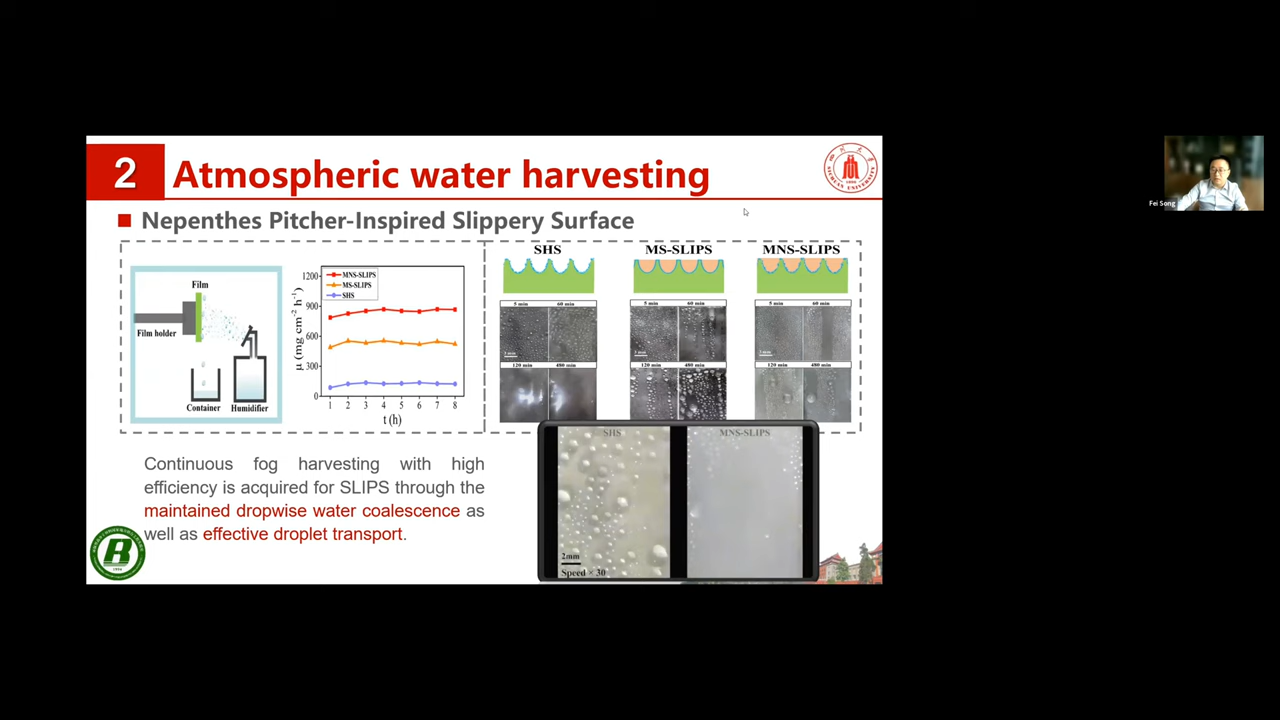 2
Atmospheric water harvesting
Nepenthes Pitcher-Inspired Slippery Surface
Film
Film holder
Container
Humidifier
μ (mg cm⁻² h⁻¹)
1200
900
600
300
0
MNS-SLIPS
MS-SLIPS
SHS
1 2 3 4 5 6 7 8
t (h)
SHS
MS-SLIPS
MNS-SLIPS
5 min 60 min
5 min 60 min
5 min 60 min
120 min 480 min
120 min 480 min
120 min 480 min
SHS
MNS-SLIPS
2mm
Speed × 30
Continuous fog harvesting with high
efficiency is acquired for SLIPS through the
maintained dropwise water coalescence as
well as effective droplet transport.
SICHUAN UNIVERSITY
Fei Song